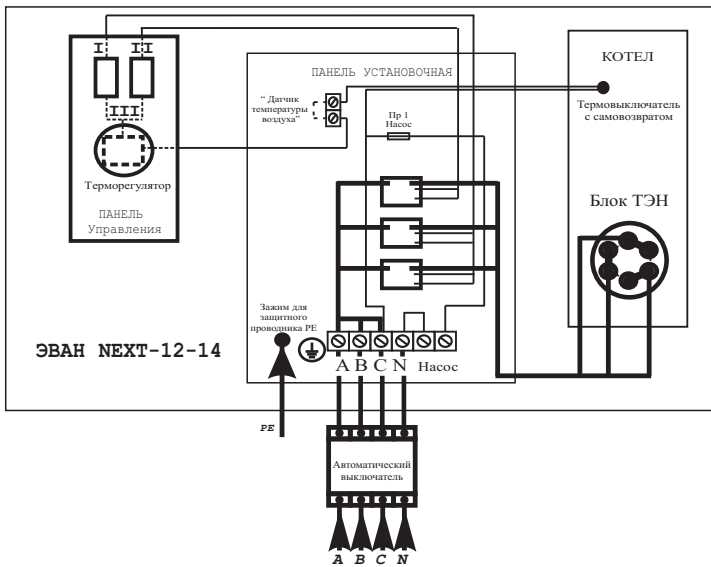 I II
III
Терморегулятор
ПАНЕЛЬ
Управления
ПАНЕЛЬ УСТАНОВОЧНАЯ
“ Датчик
температуры
воздуха”
Пр 1
Насос
КОТЕЛ
Термовыключатель
с самовозвратом
Блок ТЭН
Зажим для
защитного
проводника PE
ЭВАН NEXT-12-14
A B C N Насос
PE
Автоматический
выключатель
A B C N